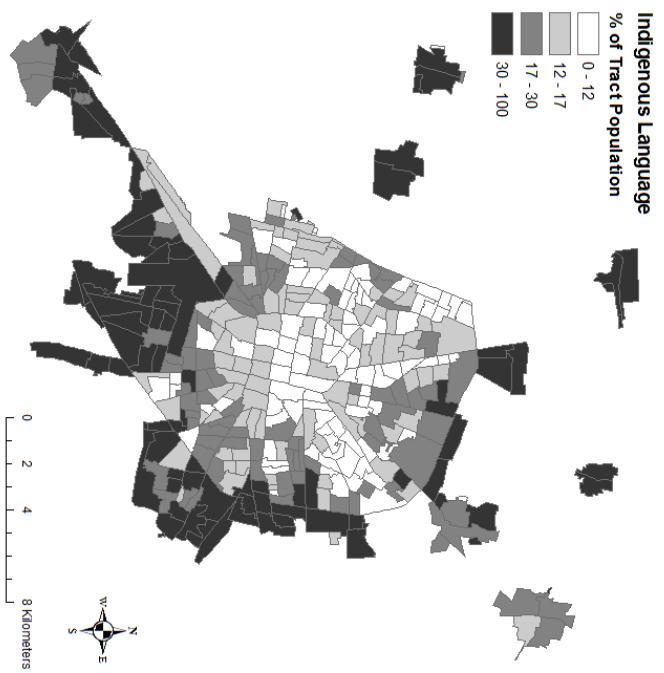 Indigenous Language
% of Tract Population
0 - 12
12 - 17
17 - 30
30 - 100
0 2 4 8 Kilometers
N
W E
S